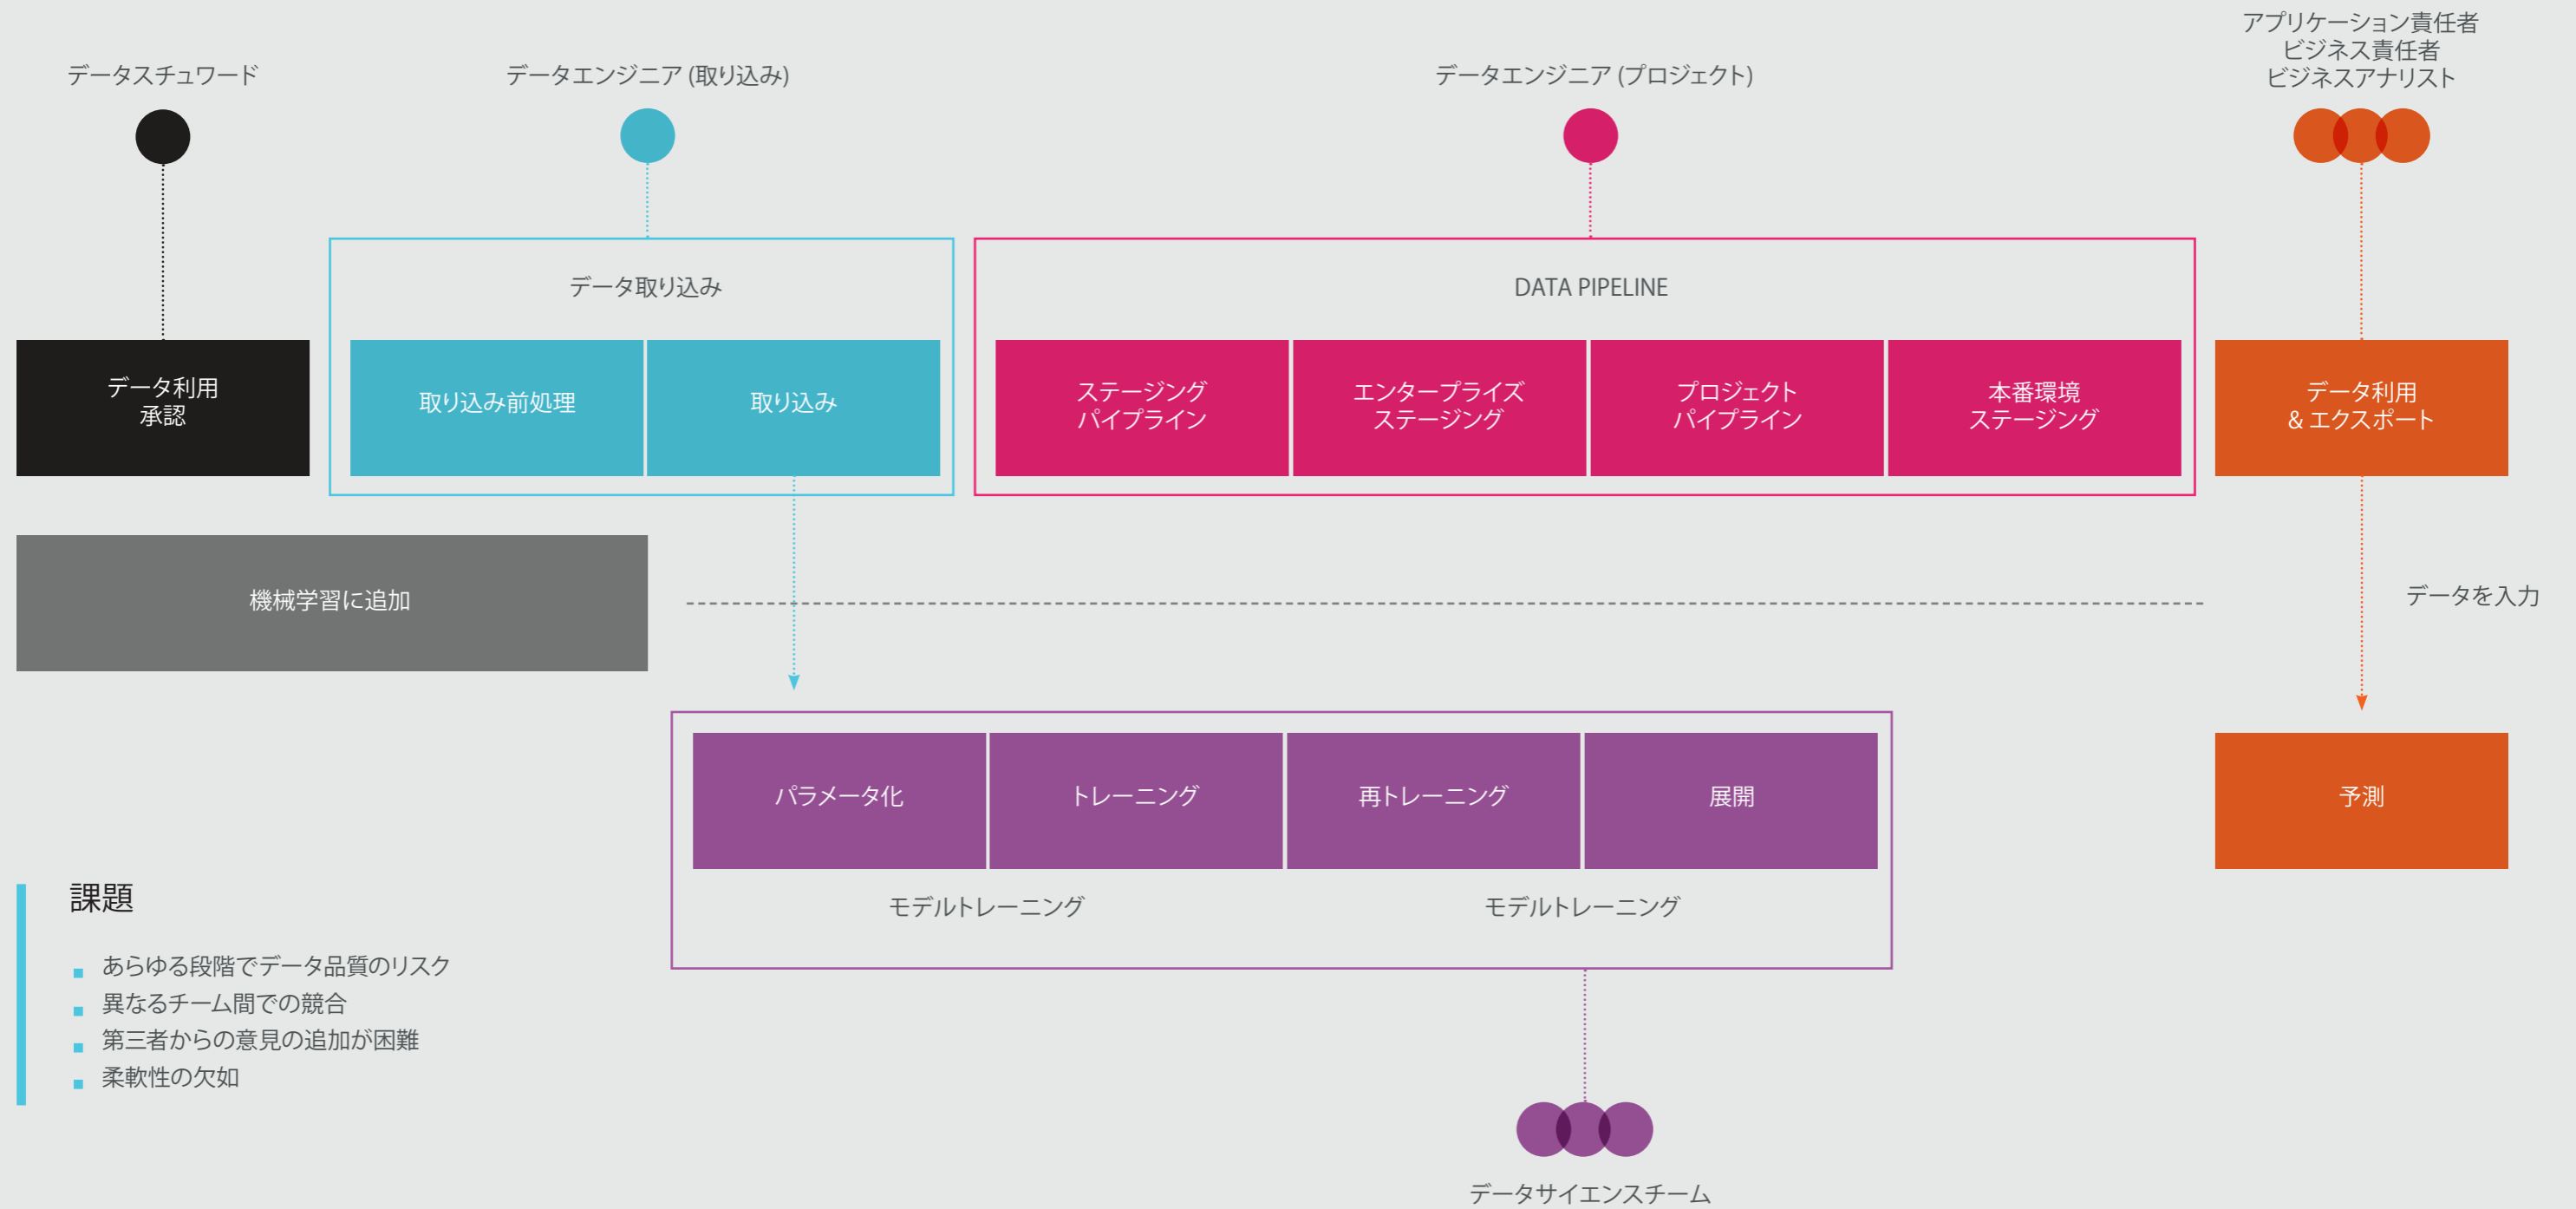 アプリケーション責任者
ビジネス責任者
ビジネスアナリスト
データスチュワード
データエンジニア (取り込み)
データエンジニア (プロジェクト)
データ取り込み
DATA PIPELINE
データ利用
承認
取り込み前処理
取り込み
ステージング
パイプライン
エンタープライズ
ステージング
プロジェクト
パイプライン
本番環境
ステージング
データ利用
& エクスポート
機械学習に追加
データを入力
パラメータ化
トレーニング
再トレーニング
展開
予測
モデルトレーニング
モデルトレーニング
課題
あらゆる段階でデータ品質のリスク
異なるチーム間での競合
第三者からの意見の追加が困難
柔軟性の欠如
データサイエンスチーム